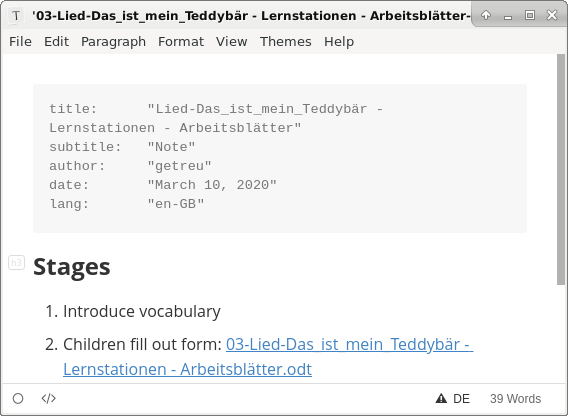 T '03-Lied-Das_ist_mein_Teddybär - Lernstationen - Arbeitsblätter-
File Edit Paragraph Format View Themes Help
title: "Lied-Das_ist_mein_Teddybär -
Lernstationen - Arbeitsblätter"
subtitle: "Note"
author: "getreu"
date: "March 10, 2020"
lang: "en-GB"
h3 Stages
1. Introduce vocabulary
2. Children fill out form: 03-Lied-Das_ist_mein_Teddybär -
Lernstationen - Arbeitsblätter.odt
</> DE 39 Words